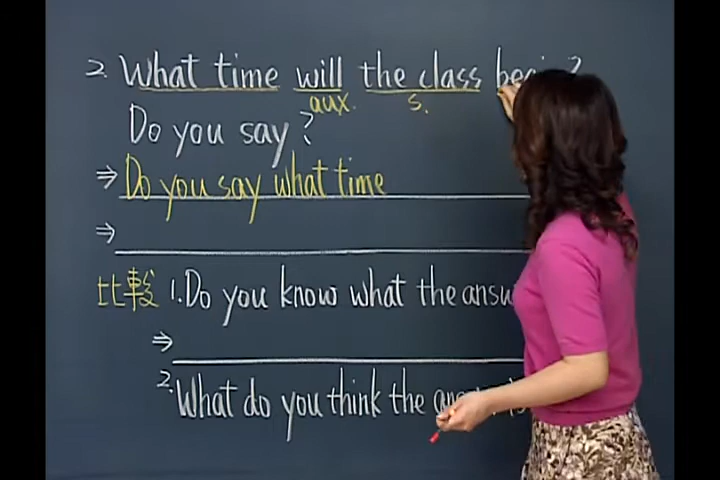 2. What time will the class
aux. s.
Do you say ?
⇒ Do you say what time
⇒
比較 1. Do you know what the
⇒
2. What do you think the